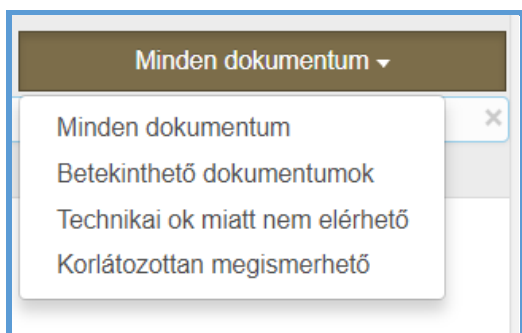 Minden dokumentum
Minden dokumentum
Betekinthető dokumentumok
Technikai ok miatt nem elérhető
Korlátozottan megismerhető